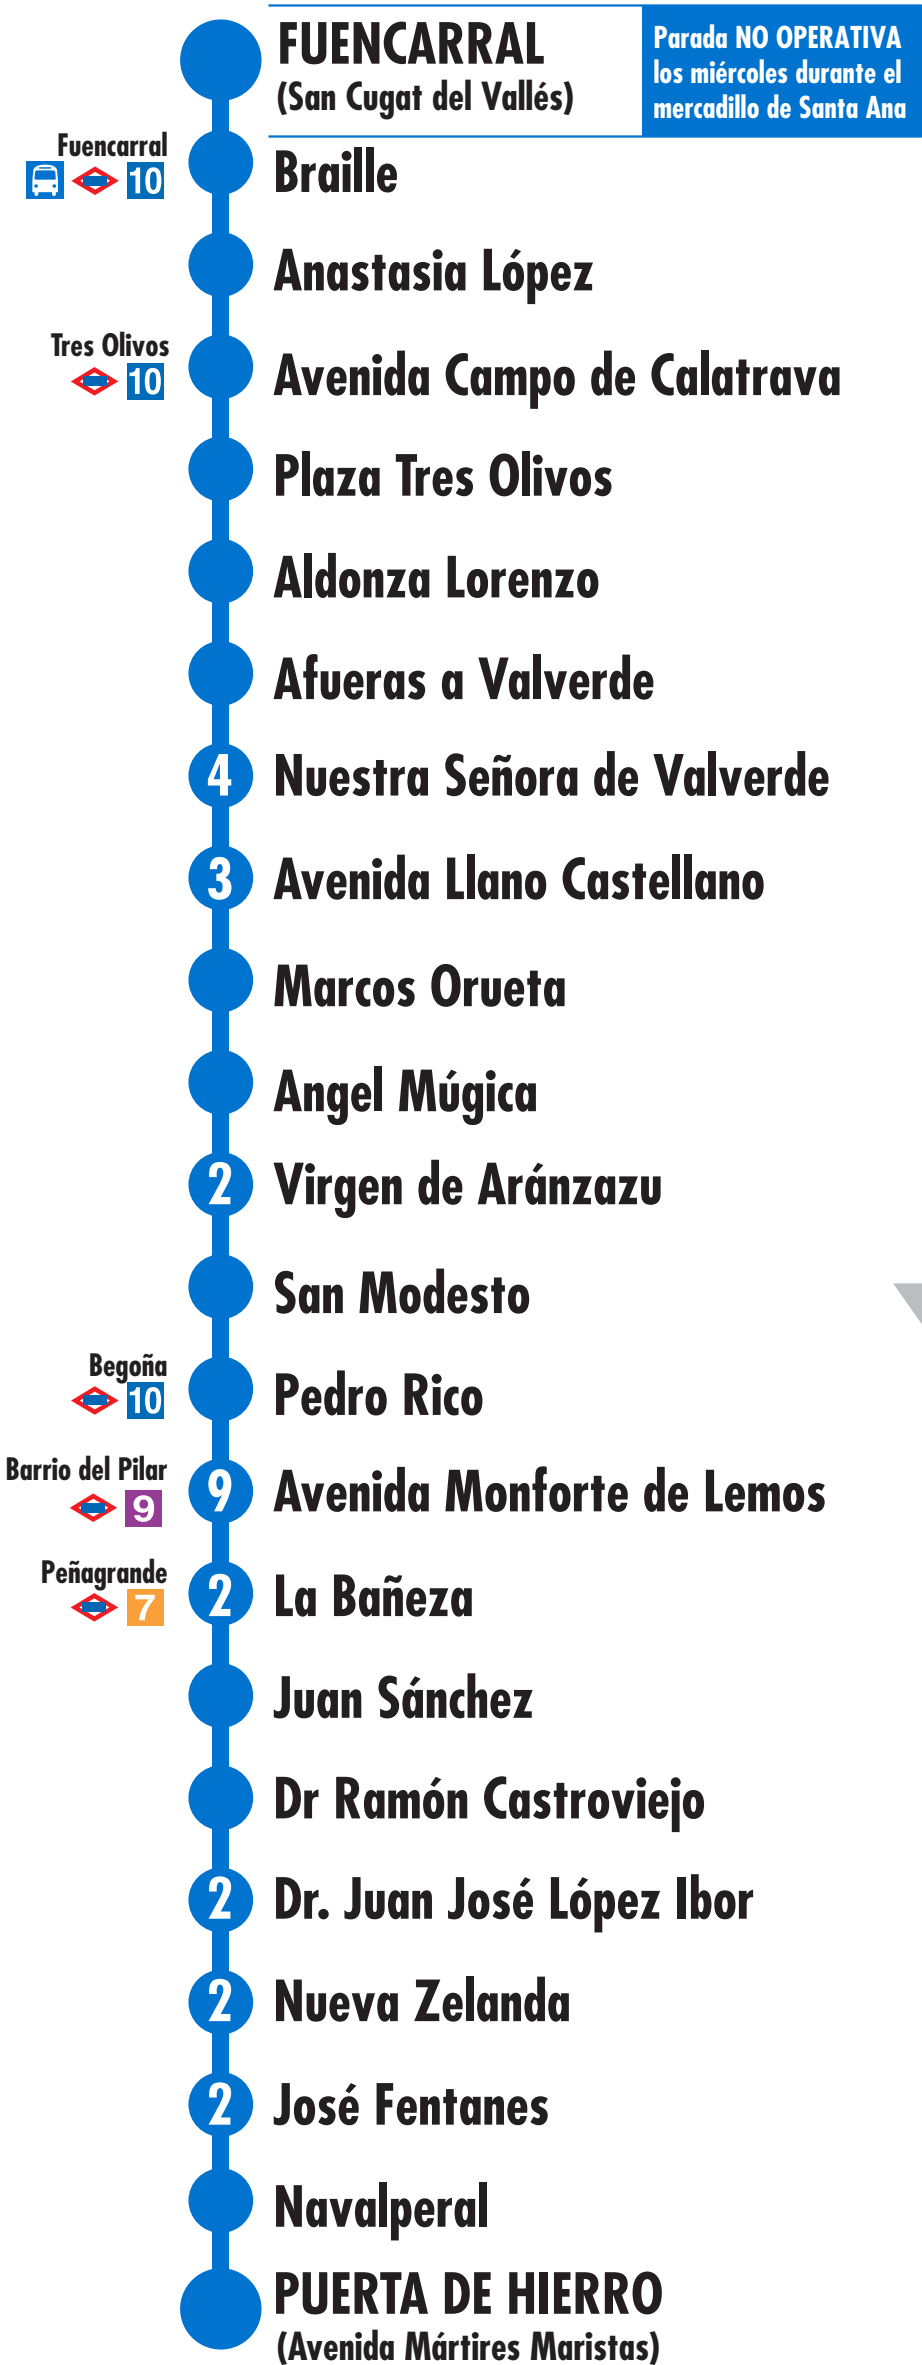 FUENCARRAL
(San Cugat del Vallés)
Parada NO OPERATIVA
los miércoles durante el
mercadillo de Santa Ana
Fuencarral
10
Braille
Anastasia López
Tres Olivos
10
Avenida Campo de Calatrava
Plaza Tres Olivos
Aldonza Lorenzo
Afueras a Valverde
4 Nuestra Señora de Valverde
3 Avenida Llano Castellano
Marcos Orueta
Angel Múgica
2 Virgen de Aránzazu
San Modesto
Begoña
10
Pedro Rico
Barrio del Pilar
9
9 Avenida Monforte de Lemos
Peñagrande
7
2 La Bañeza
Juan Sánchez
Dr Ramón Castroviejo
2 Dr. Juan José López Ibor
2 Nueva Zelanda
2 José Fentanes
Navalperal
PUERTA DE HIERRO
(Avenida Mártires Maristas)